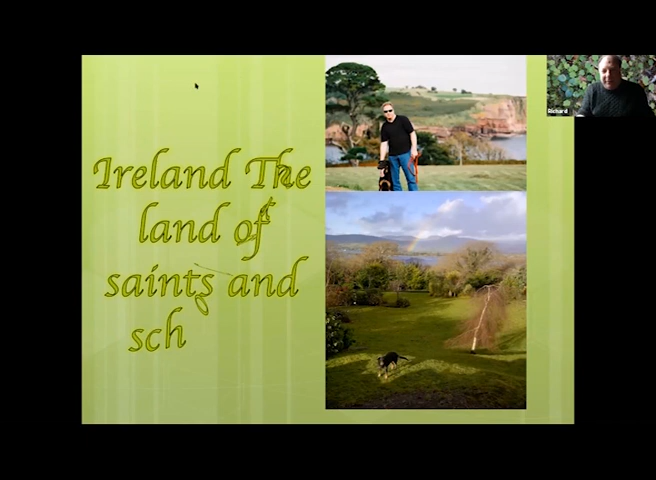 Ireland The
land of
saints and
sch
Richard